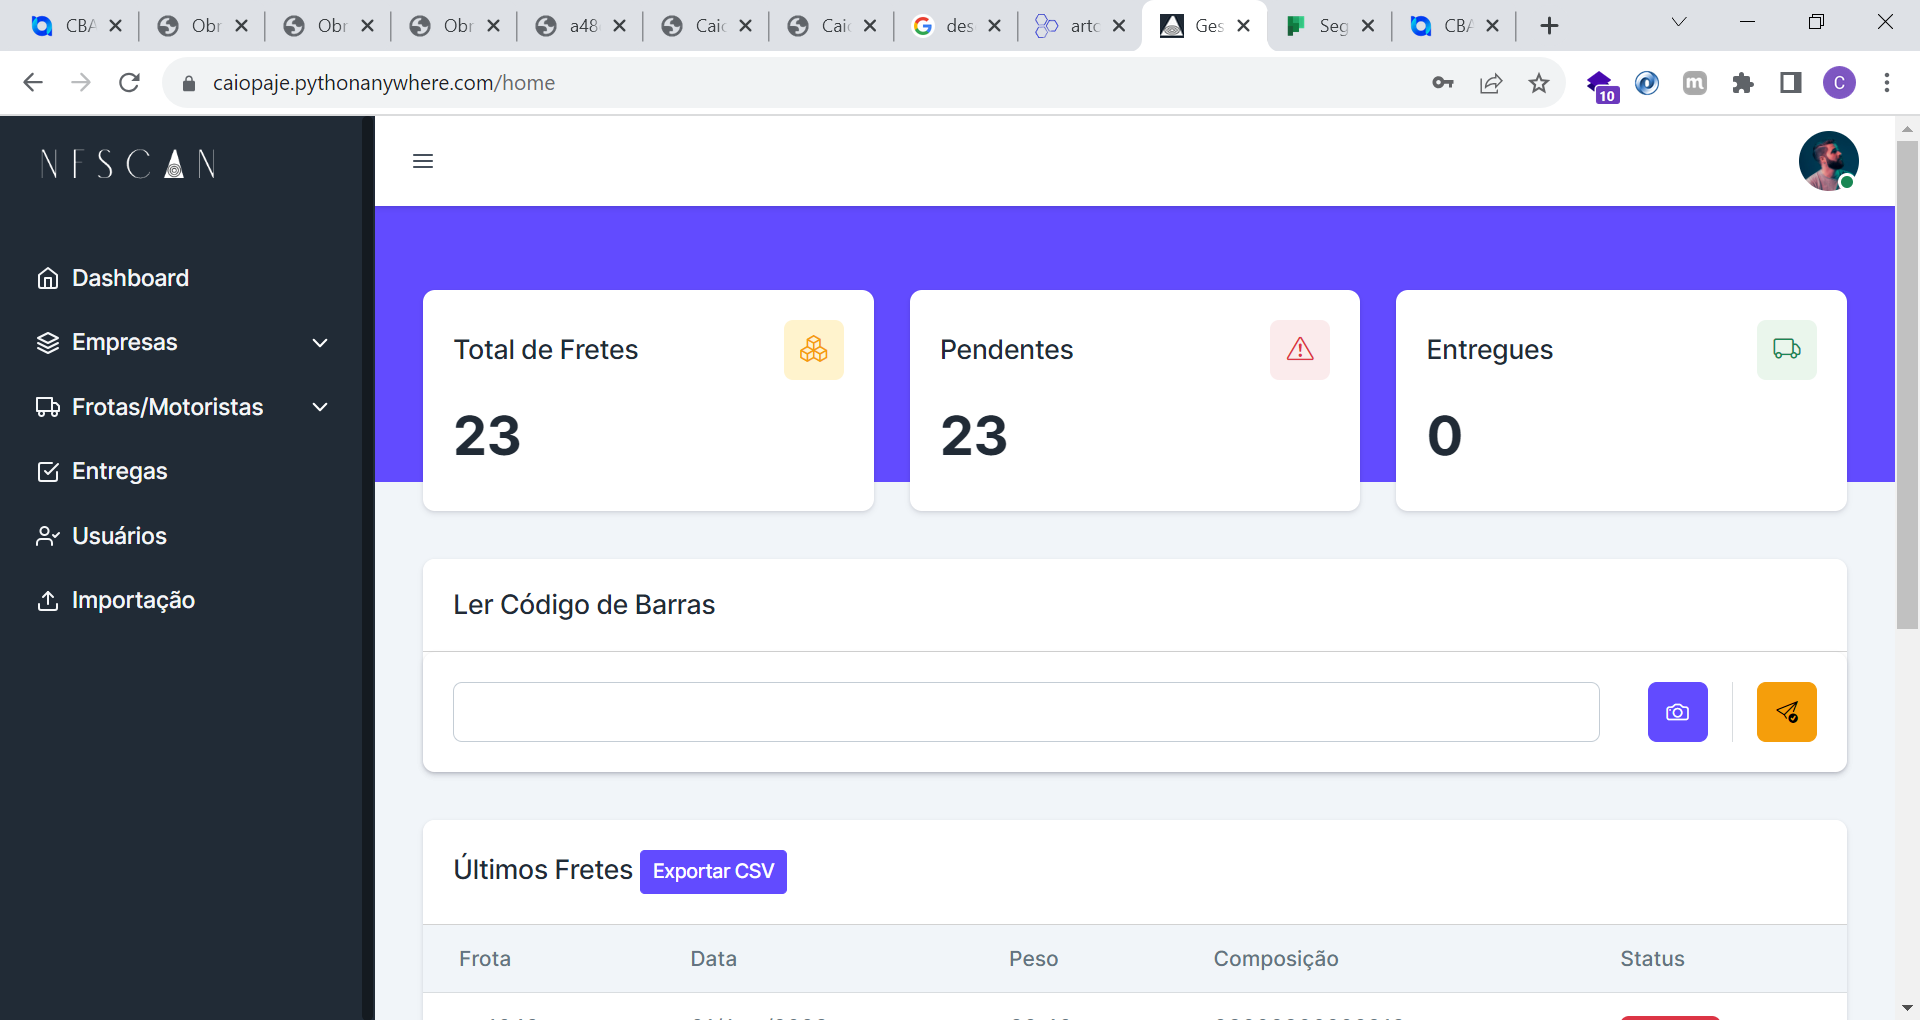 CBA
Obr
Obr
Obr
a48
Caio
Caio
des
arto
Ges
Seg
CBA
caiopaje.pythonanywhere.com/home
10
m
C
NFSCAN
Dashboard
Empresas
Frotas/Motoristas
Entregas
Usuários
Importação
Total de Fretes
23
Pendentes
23
Entregues
0
Ler Código de Barras
Últimos Fretes Exportar CSV
Frota Data Peso Composição Status